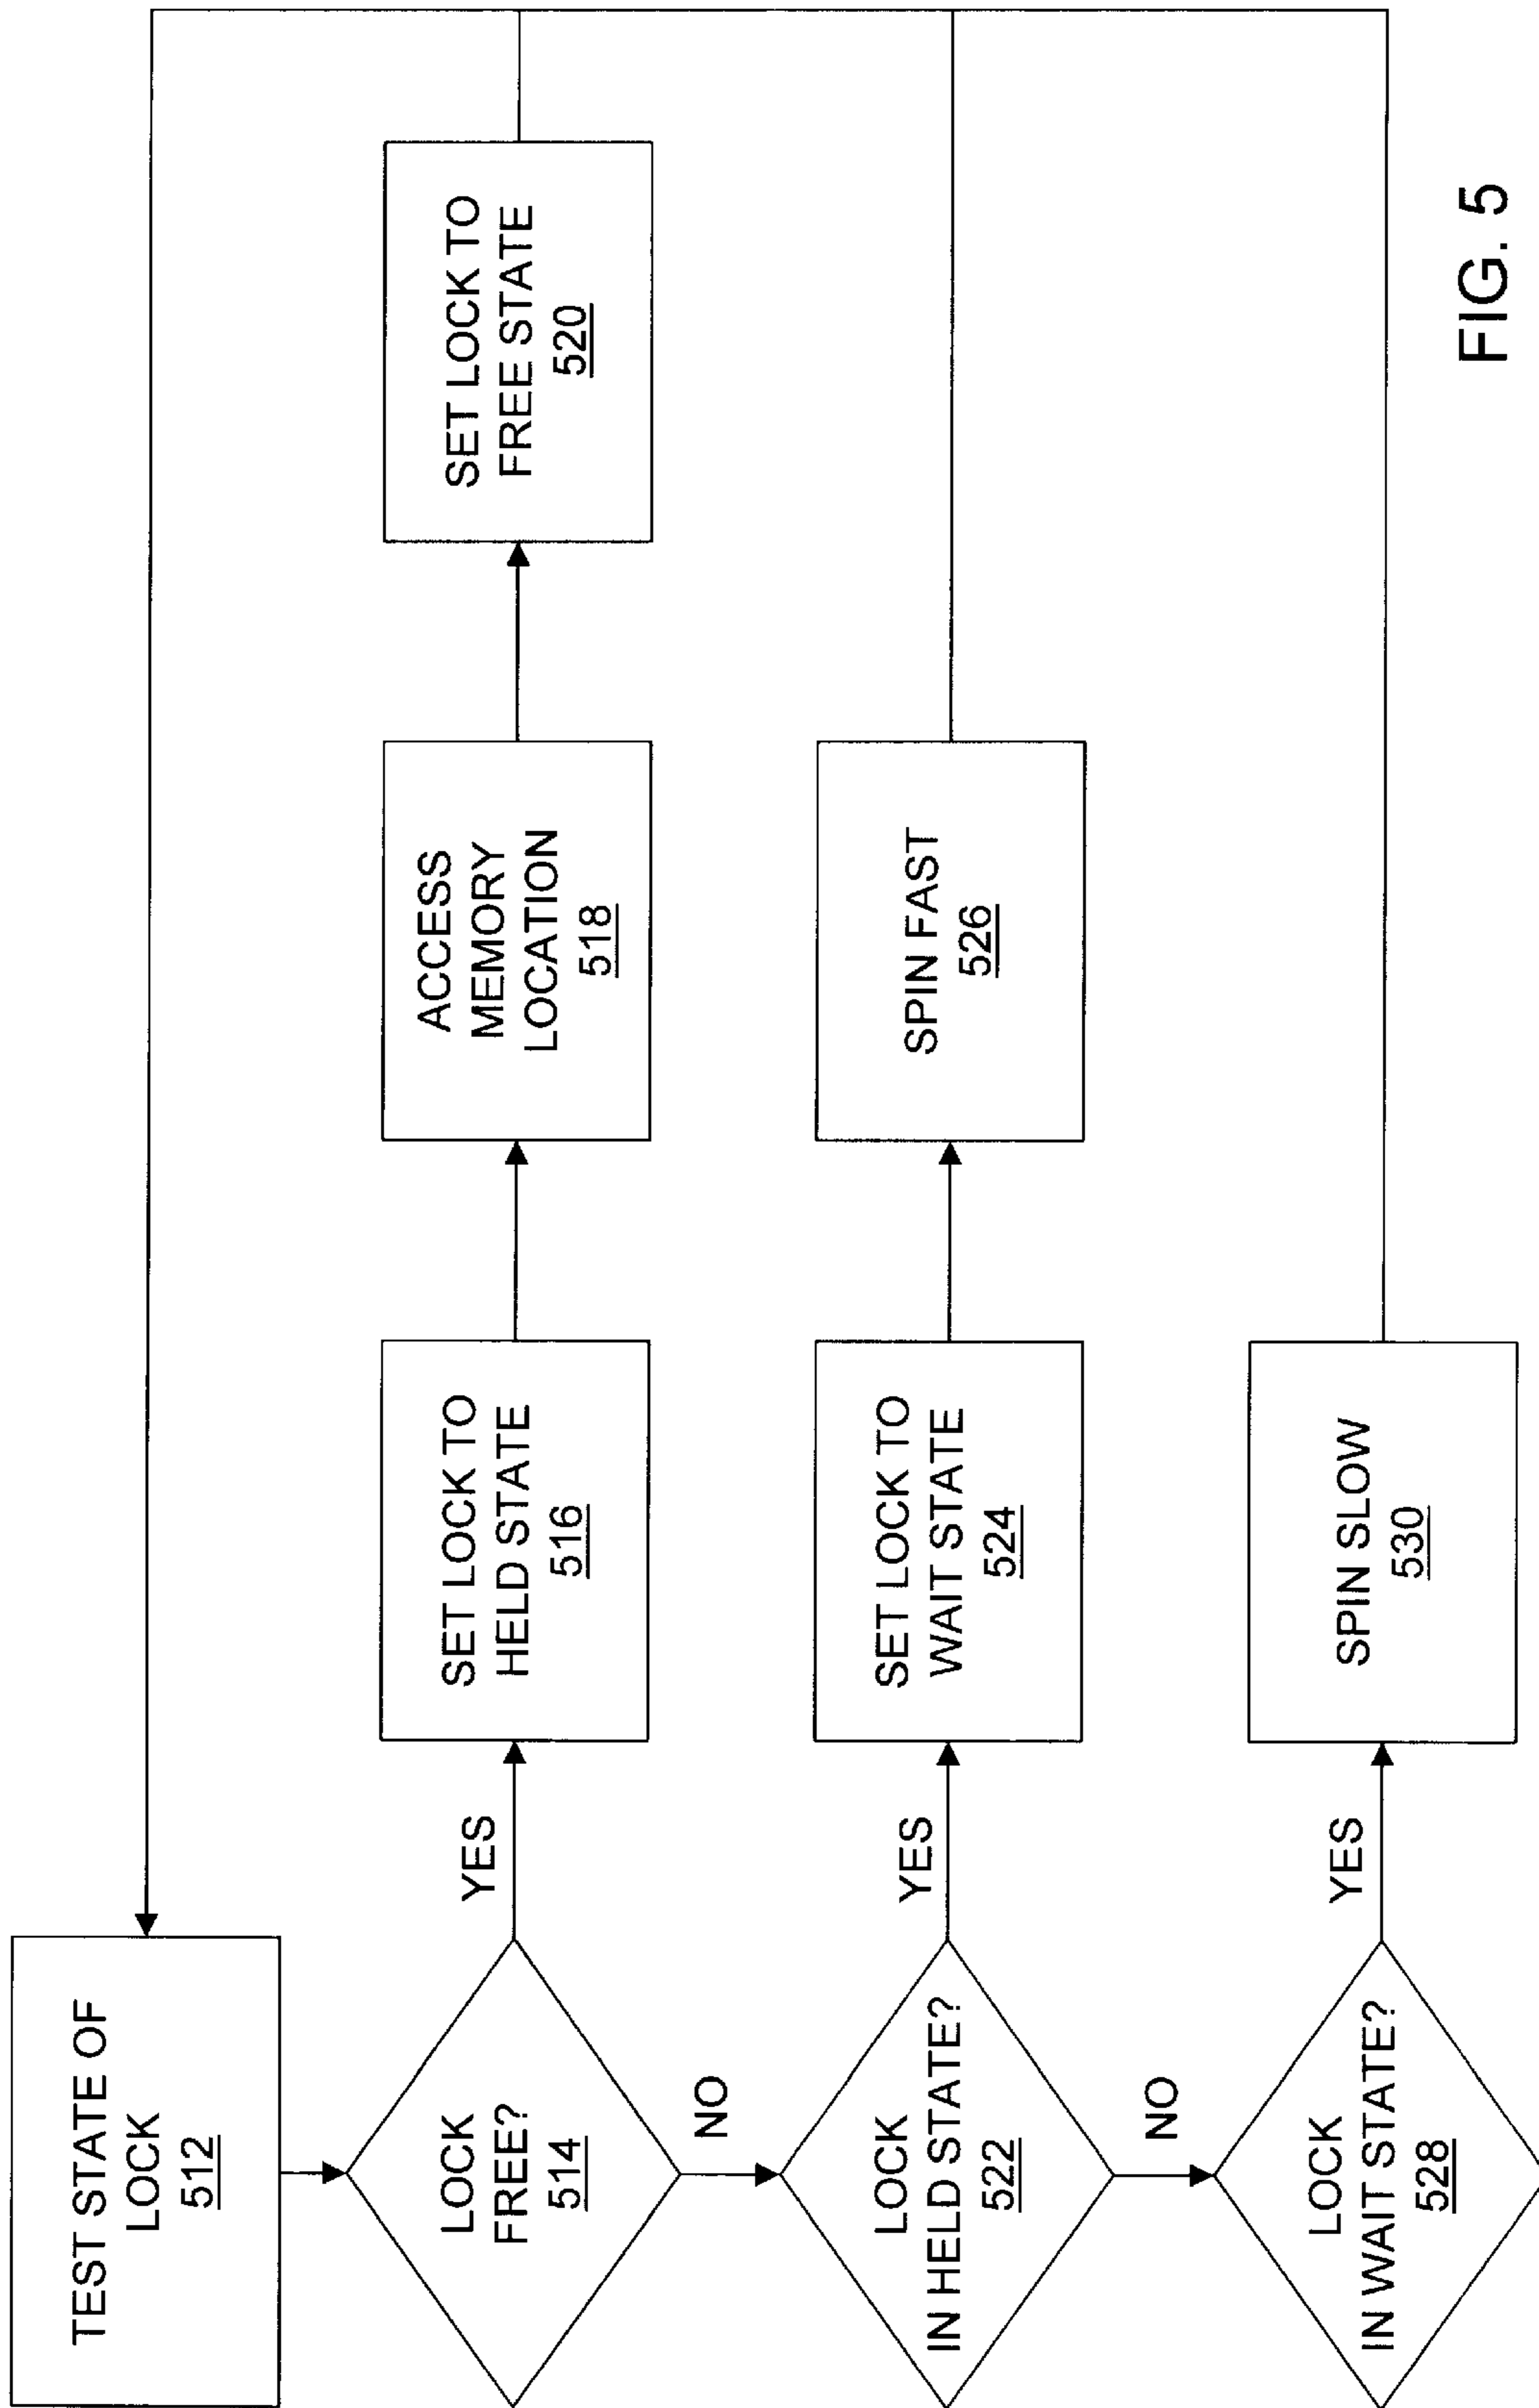 TEST STATE OF
LOCK
512
LOCK
FREE?
514
YES
SET LOCK TO
HELD STATE
516
ACCESS
MEMORY
LOCATION
518
SET LOCK TO
FREE STATE
520
NO
LOCK
IN HELD STATE?
522
YES
SET LOCK TO
WAIT STATE
524
SPIN FAST
526
NO
LOCK
IN WAIT STATE?
528
YES
SPIN SLOW
530
FIG. 5